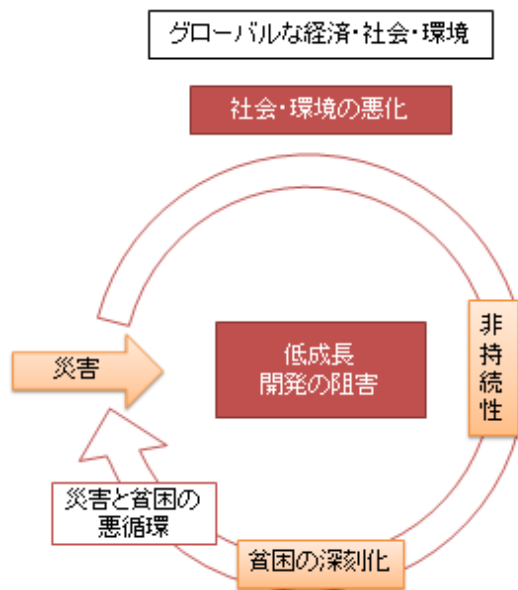 グローバルな経済・社会・環境
社会・環境の悪化
災害
低成長
開発の阻害
非持続性
災害と貧困の
悪循環
貧困の深刻化